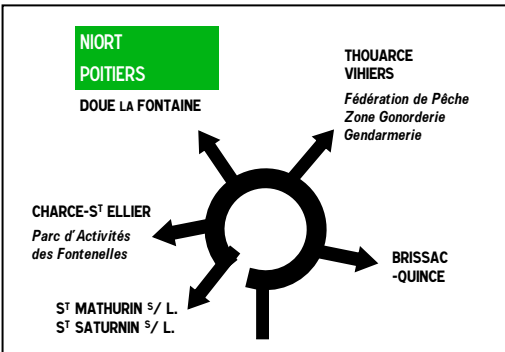 NIORT
POITIERS
DOUE LA FONTAINE
THOUARCE
VIHIERS
Fédération de Pêche
Zone Gonorderie
Gendarmerie
CHARCE-Sᵀ ELLIER
Parc d'Activités
des Fontenelles
BRISSAC
-QUINCE
Sᵀ MATHURIN ˢ/ L.
Sᵀ SATURNIN ˢ/ L.